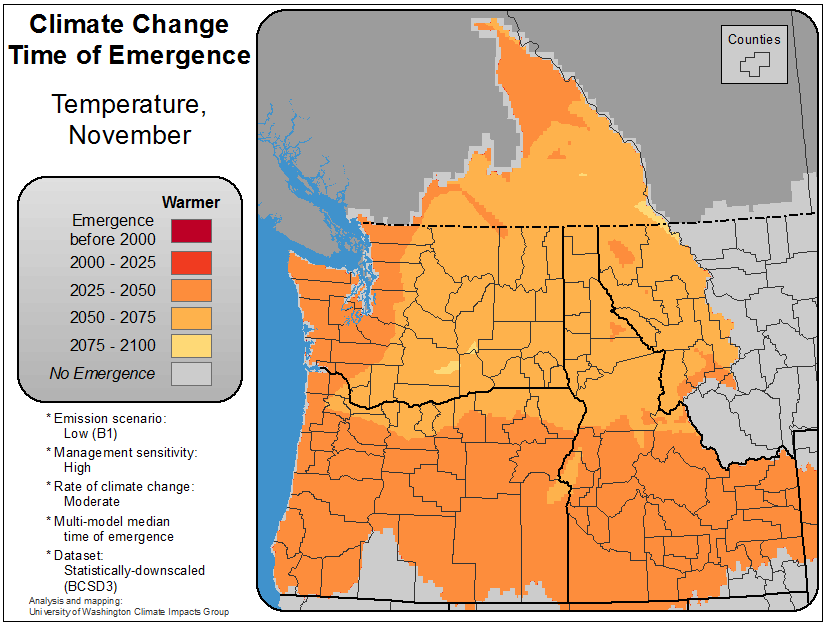 Climate Change
Time of Emergence
Temperature,
November
Warmer
Emergence
before 2000
2000 - 2025
2025 - 2050
2050 - 2075
2075 - 2100
No Emergence
* Emission scenario:
Low (B1)
* Management sensitivity:
High
* Rate of climate change:
Moderate
* Multi-model median
time of emergence
* Dataset:
Statistically-downscaled
(BCSD3)
Analysis and mapping:
University of Washington Climate Impacts Group
Counties